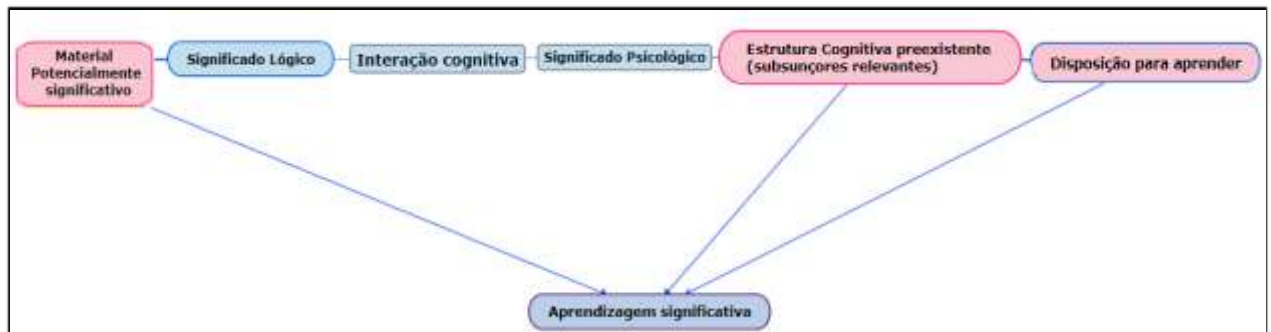 Material
Potencialmente
significativo
Significado Lógico
Interação cognitiva
Significado Psicológico
Estrutura Cognitiva preexistente
(subsunçores relevantes)
Disposição para aprender
Aprendizagem significativa